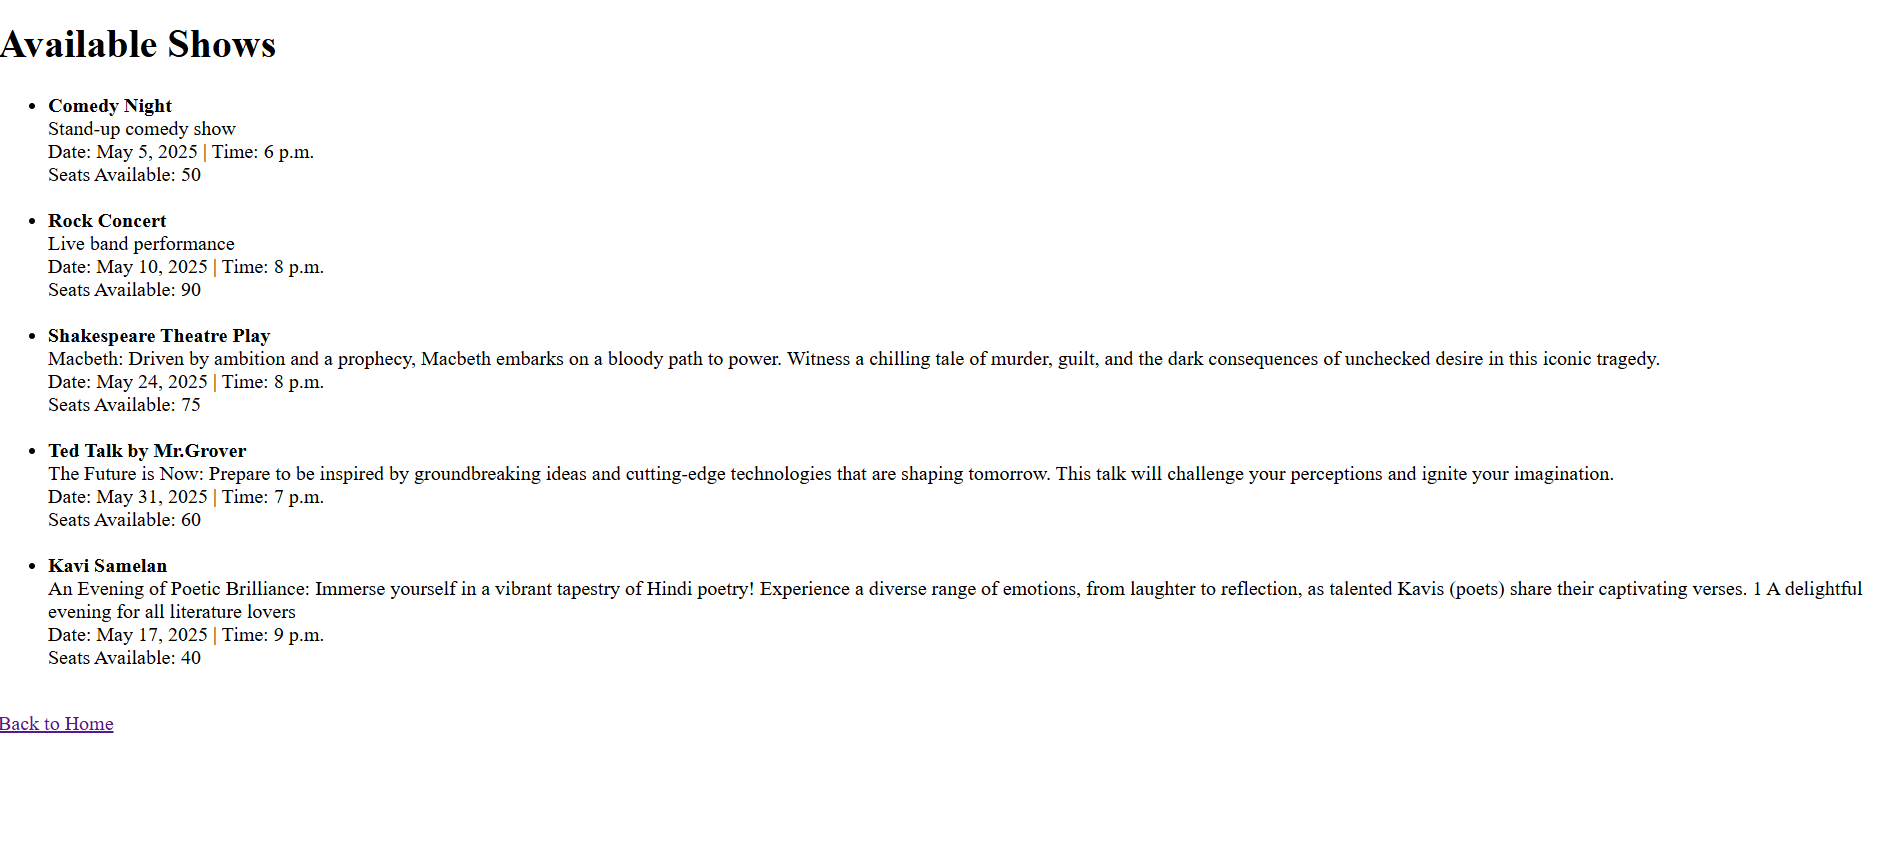 Available Shows
Comedy Night
Stand-up comedy show
Date: May 5, 2025 | Time: 6 p.m.
Seats Available: 50
Rock Concert
Live band performance
Date: May 10, 2025 | Time: 8 p.m.
Seats Available: 90
Shakespeare Theatre Play
Macbeth: Driven by ambition and a prophecy, Macbeth embarks on a bloody path to power. Witness a chilling tale of murder, guilt, and the dark consequences of unchecked desire in this iconic tragedy.
Date: May 24, 2025 | Time: 8 p.m.
Seats Available: 75
Ted Talk by Mr.Grover
The Future is Now: Prepare to be inspired by groundbreaking ideas and cutting-edge technologies that are shaping tomorrow. This talk will challenge your perceptions and ignite your imagination.
Date: May 31, 2025 | Time: 7 p.m.
Seats Available: 60
Kavi Samelan
An Evening of Poetic Brilliance: Immerse yourself in a vibrant tapestry of Hindi poetry! Experience a diverse range of emotions, from laughter to reflection, as talented Kavis (poets) share their captivating verses. 1 A delightful
evening for all literature lovers
Date: May 17, 2025 | Time: 9 p.m.
Seats Available: 40
Back to Home